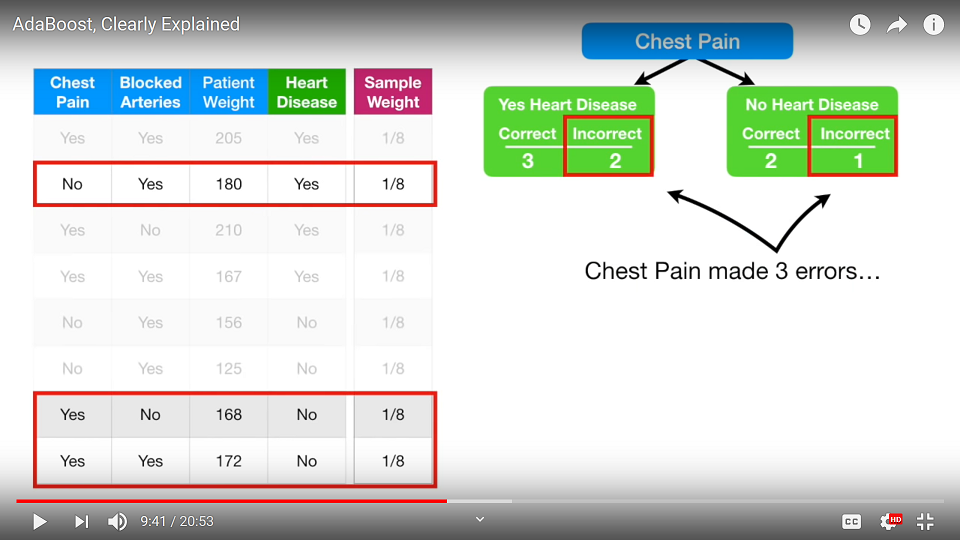 AdaBoost, Clearly Explained
Chest Pain Blocked Arteries Patient Weight Heart Disease Sample Weight
Yes Yes 205 Yes 1/8
No Yes 180 Yes 1/8
Yes No 210 Yes 1/8
Yes Yes 167 Yes 1/8
No Yes 156 No 1/8
No Yes 125 No 1/8
Yes No 168 No 1/8
Yes Yes 172 No 1/8
Chest Pain
Yes Heart Disease
Correct Incorrect
3 2
No Heart Disease
Correct Incorrect
2 1
Chest Pain made 3 errors…
9:41 / 20:53
CC
HD